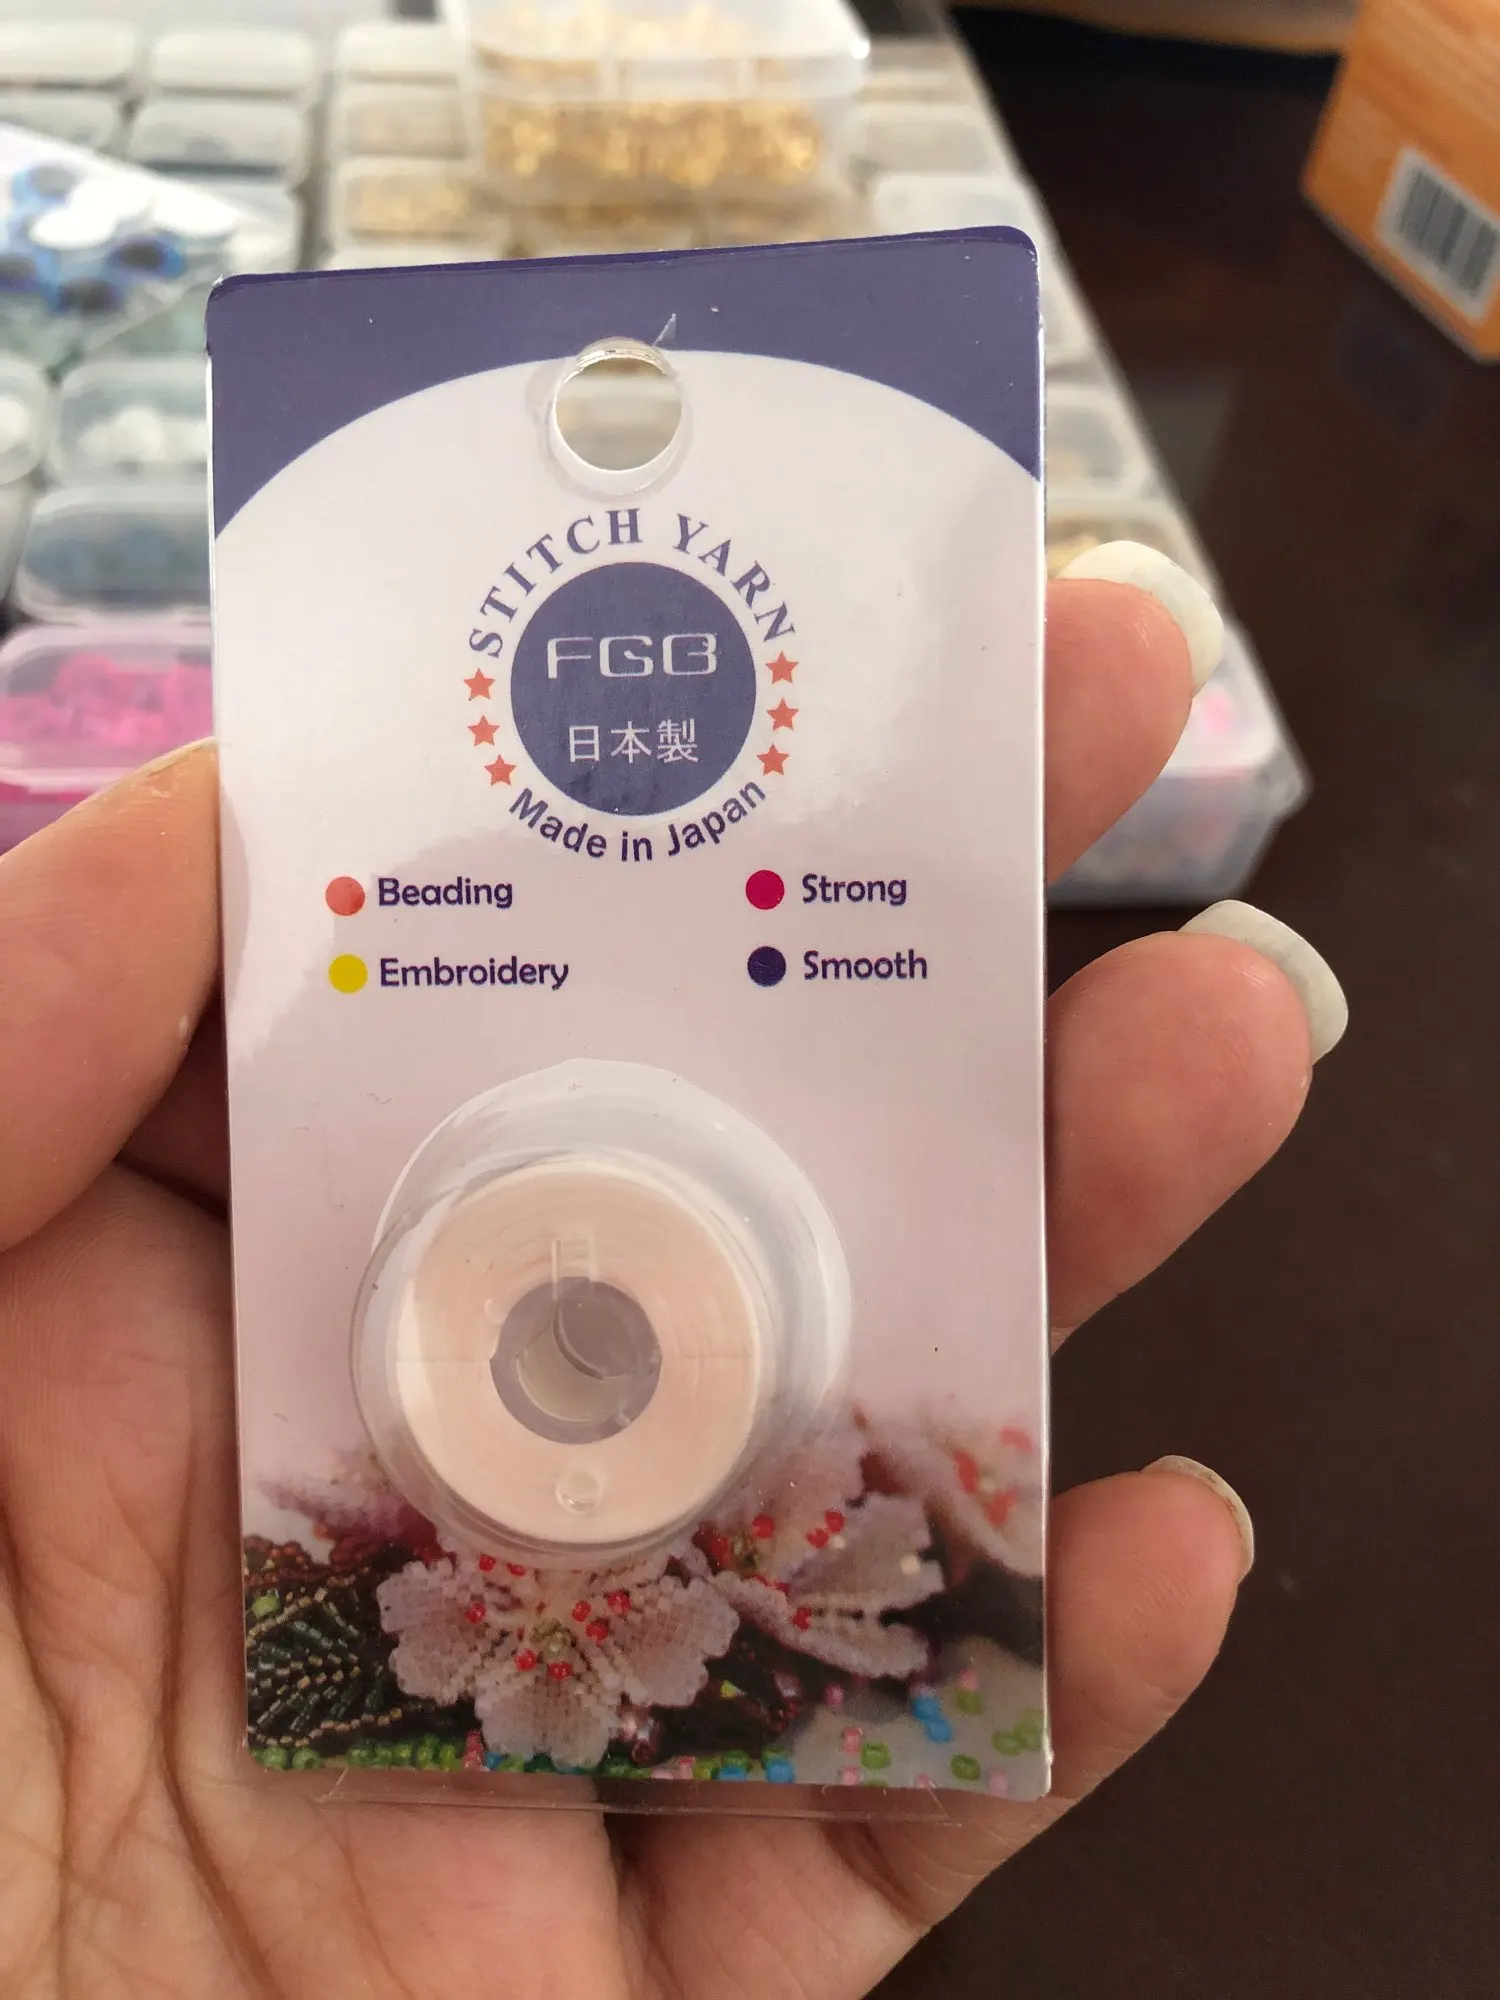 STITCH YARN
FGB
日本製
Made in Japan
Beading
Strong
Embroidery
Smooth